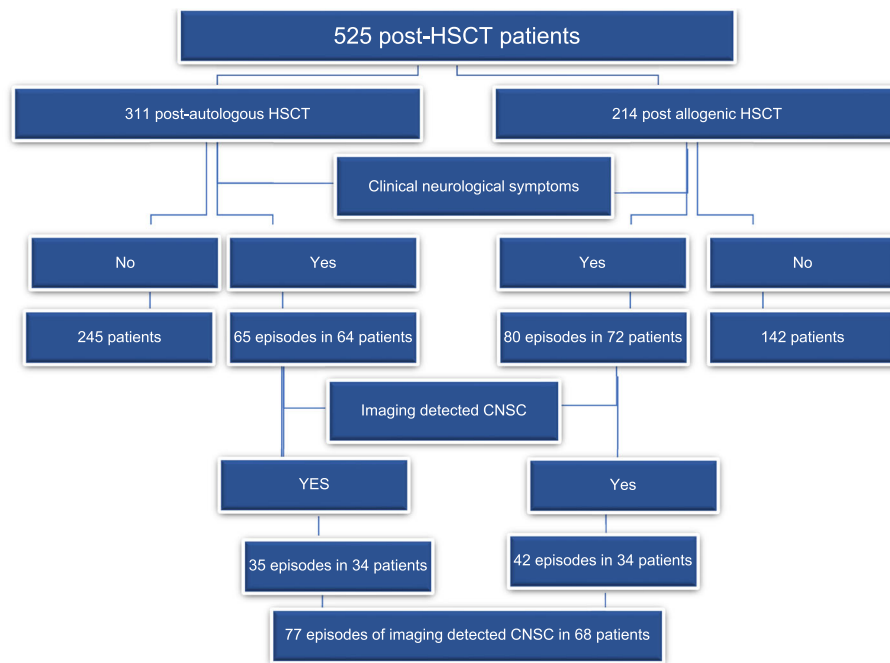 525 post-HSCT patients
311 post-autologous HSCT
214 post allogenic HSCT
Clinical neurological symptoms
No
Yes
Yes
No
245 patients
65 episodes in 64 patients
80 episodes in 72 patients
142 patients
Imaging detected CNSC
YES
Yes
35 episodes in 34 patients
42 episodes in 34 patients
77 episodes of imaging detected CNSC in 68 patients